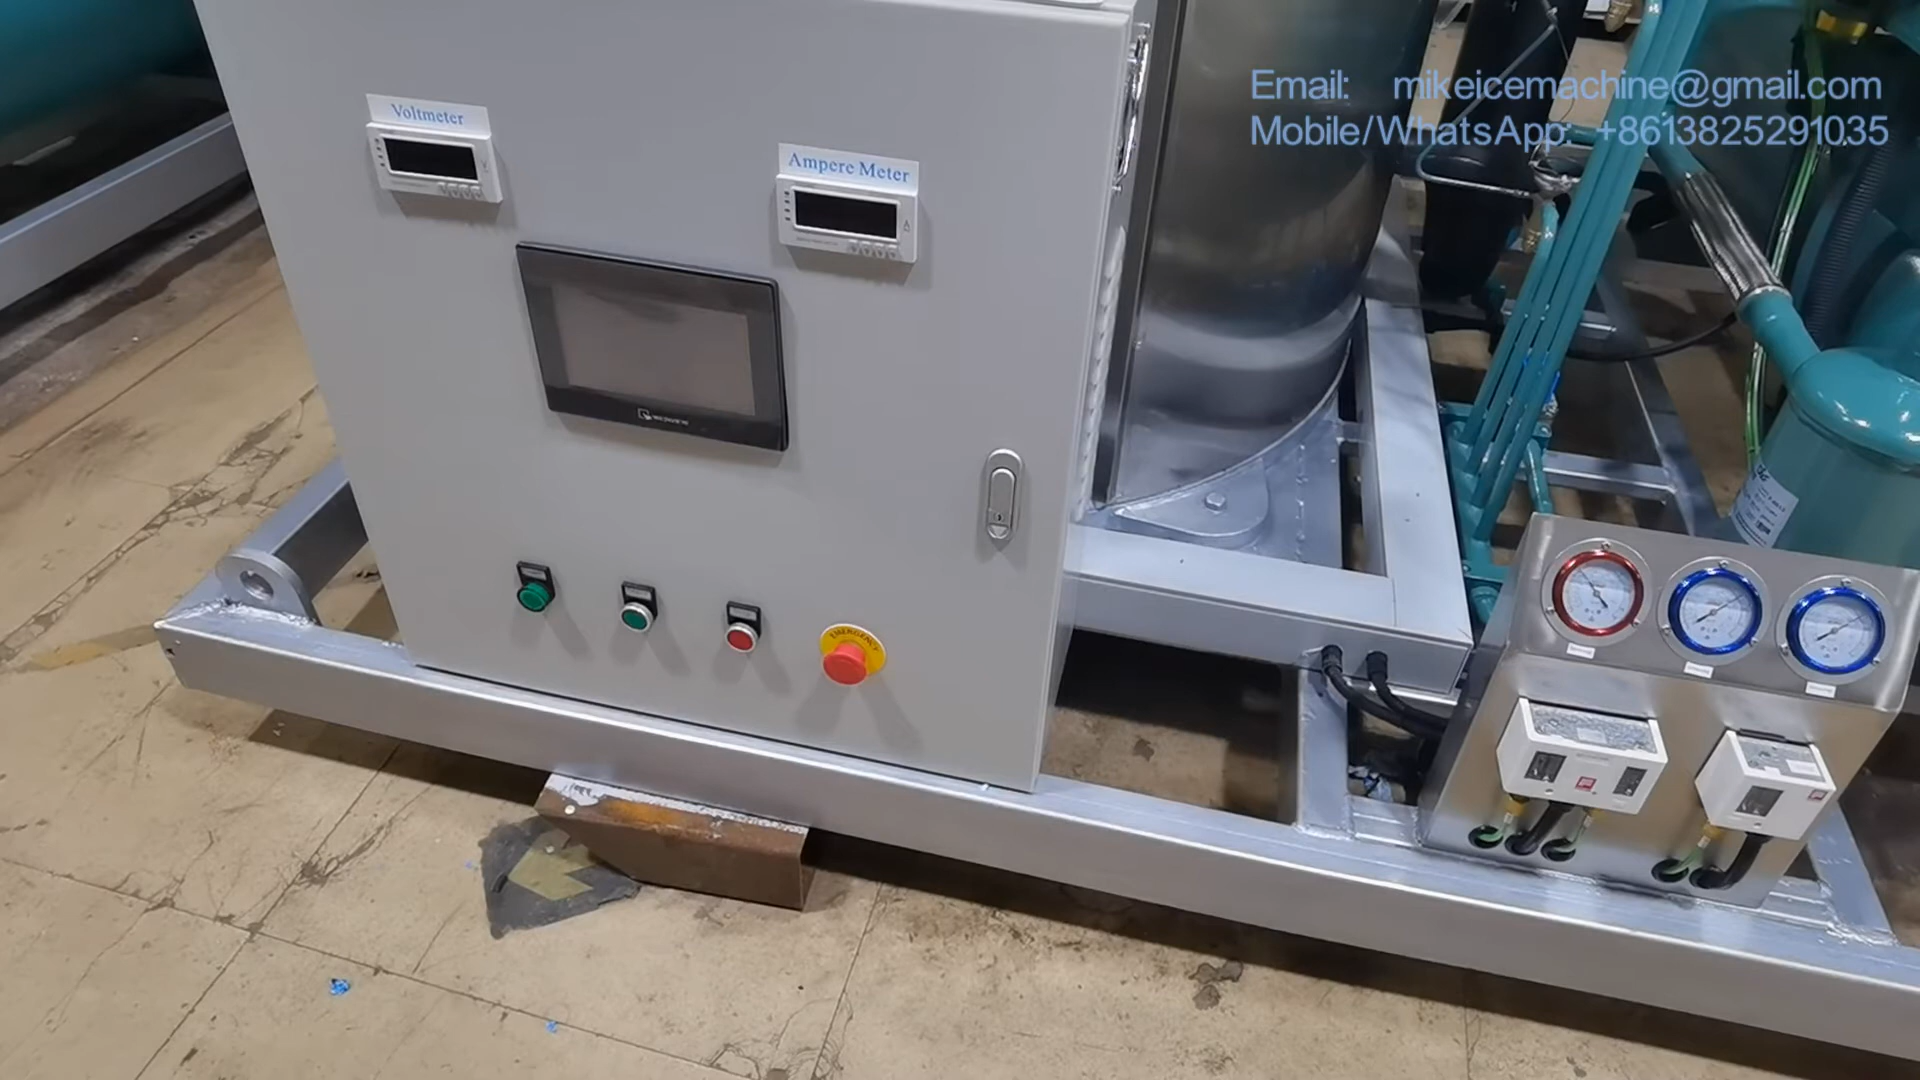 Email: mikeicemachine@gmail.com
Mobile/WhatsApp: +8613825291035
Voltmeter
Ampere Meter
EMERGENCY